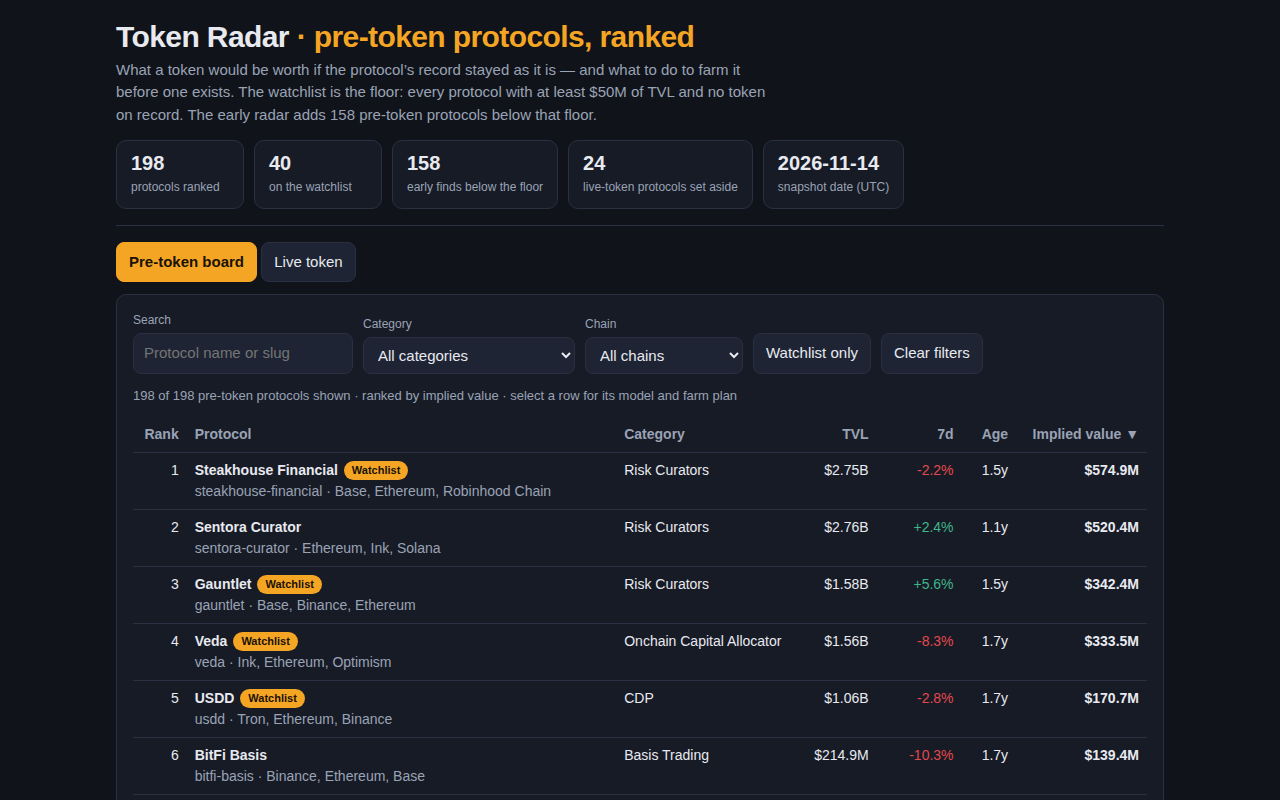 Token Radar · pre-token protocols, ranked
What a token would be worth if the protocol’s record stayed as it is — and what to do to farm it
before one exists. The watchlist is the floor: every protocol with at least $50M of TVL and no token
on record. The early radar adds 158 pre-token protocols below that floor.
198
protocols ranked
40
on the watchlist
158
early finds below the floor
24
live-token protocols set aside
2026-11-14
snapshot date (UTC)
Pre-token board
Live token
Search
Protocol name or slug
Category
All categories
Chain
All chains
Watchlist only
Clear filters
198 of 198 pre-token protocols shown · ranked by implied value · select a row for its model and farm plan
Rank Protocol Category TVL 7d Age Implied value ▼
1 Steakhouse Financial Watchlist Risk Curators $2.75B -2.2% 1.5y $574.9M
steakhouse-financial · Base, Ethereum, Robinhood Chain
2 Sentora Curator Risk Curators $2.76B +2.4% 1.1y $520.4M
sentora-curator · Ethereum, Ink, Solana
3 Gauntlet Watchlist Risk Curators $1.58B +5.6% 1.5y $342.4M
gauntlet · Base, Binance, Ethereum
4 Veda Watchlist Onchain Capital Allocator $1.56B -8.3% 1.7y $333.5M
veda · Ink, Ethereum, Optimism
5 USDD Watchlist CDP $1.06B -2.8% 1.7y $170.7M
usdd · Tron, Ethereum, Binance
6 BitFi Basis Basis Trading $214.9M -10.3% 1.7y $139.4M
bitfi-basis · Binance, Ethereum, Base